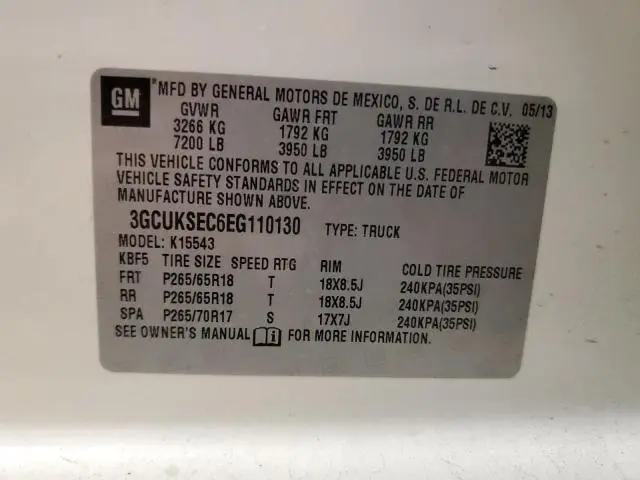 GM
*MFD BY GENERAL MOTORS DE MEXICO, S. DE R.L. DE C.V. 05/13
GVWR GAWR FRT GAWR RR
3266 KG 1792 KG 1792 KG
7200 LB 3950 LB 3950 LB
THIS VEHICLE CONFORMS TO ALL APPLICABLE U.S. FEDERAL MOTOR
VEHICLE SAFETY STANDARDS IN EFFECT ON THE DATE OF
MANUFACTURE SHOWN ABOVE.
3GCUKSEC6EG110130 TYPE: TRUCK
MODEL: K15543
KBF5 TIRE SIZE SPEED RTG RIM COLD TIRE PRESSURE
FRT P265/65R18 T 18X8.5J 240KPA(35PSI)
RR P265/65R18 T 18X8.5J 240KPA(35PSI)
SPA P265/70R17 S 17X7J 240KPA(35PSI)
SEE OWNER'S MANUAL i FOR MORE INFORMATION.